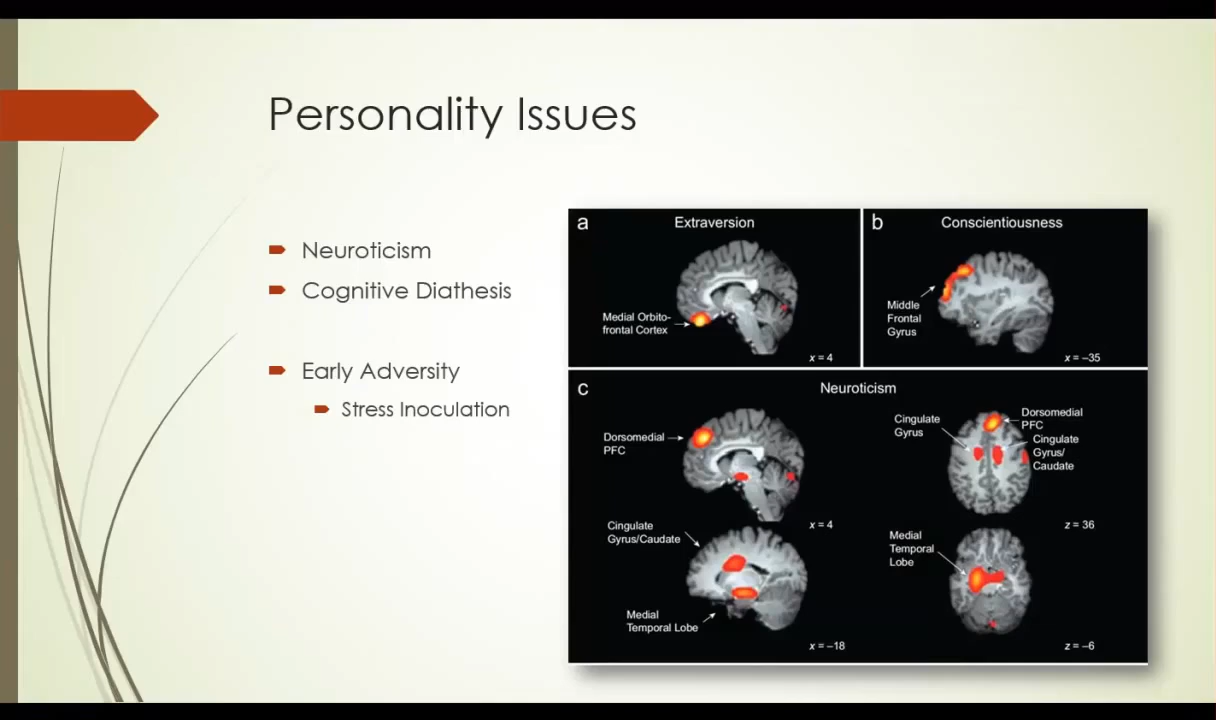 Personality Issues
Neuroticism
Cognitive Diathesis
Early Adversity
Stress Inoculation
a
Extraversion
Medial Orbito-
frontal Cortex
x = 4
b
Conscientiousness
Middle
Frontal
Gyrus
x = –35
c
Neuroticism
Dorsomedial
PFC
x = 4
Cingulate
Gyrus
Dorsomedial
PFC
Cingulate
Gyrus/
Caudate
z = 36
Cingulate
Gyrus/Caudate
Medial
Temporal Lobe
x = –18
Medial
Temporal
Lobe
z = –6